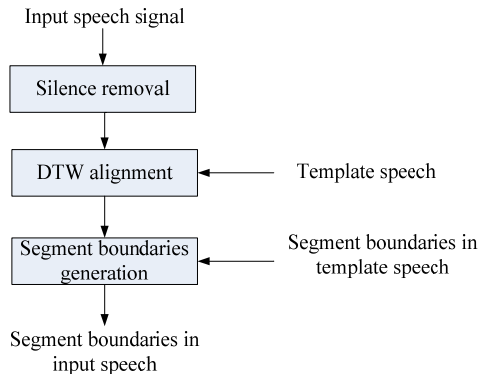 Input speech signal
Silence removal
DTW alignment
Template speech
Segment boundaries
generation
Segment boundaries in
template speech
Segment boundaries in
input speech